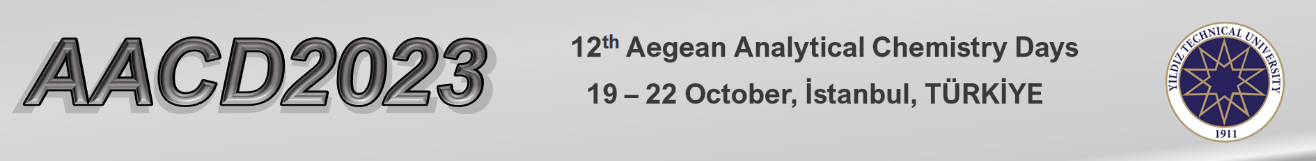 AACD2023
12th Aegean Analytical Chemistry Days
19 – 22 October, İstanbul, TÜRKİYE
YILDIZ TECHNICAL UNIVERSITY
1911